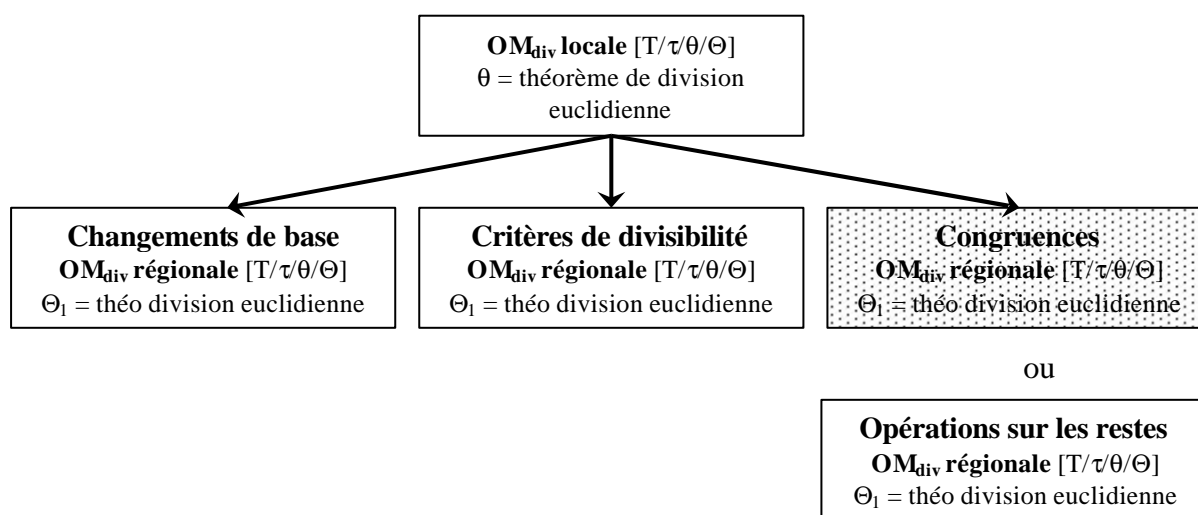 OMdiv locale [T/τ/θ/Θ]
θ = théorème de division
euclidienne
Changements de base
OMdiv régionale [T/τ/θ/Θ]
Θ1 = théo division euclidienne
Critères de divisibilité
OMdiv régionale [T/τ/θ/Θ]
Θ1 = théo division euclidienne
Congruences
OMdiv régionale [T/τ/θ/Θ]
Θ1 = théo division euclidienne
ou
Opérations sur les restes
OMdiv régionale [T/τ/θ/Θ]
Θ1 = théo division euclidienne